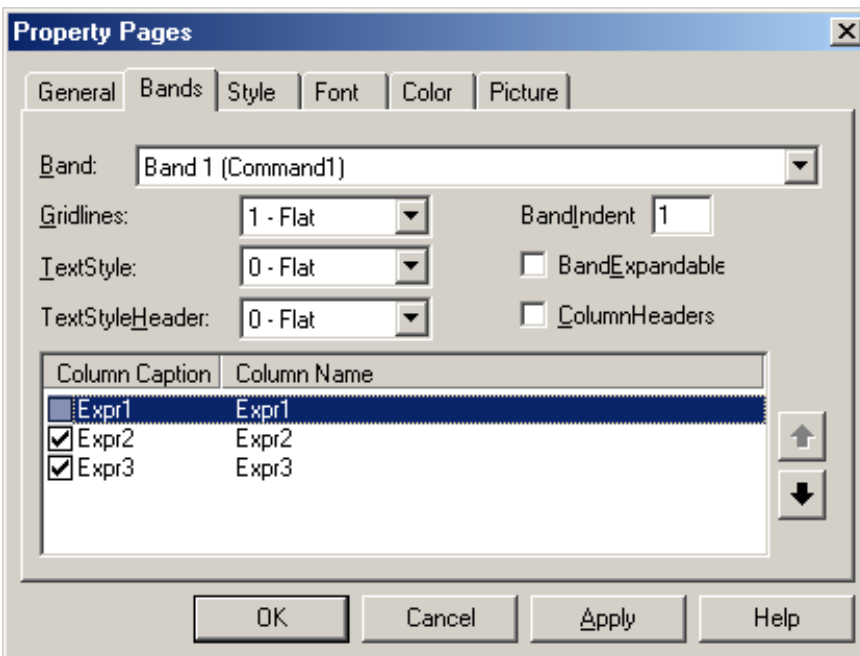 Property Pages
General Bands Style Font Color Picture
Band: Band 1 (Command1)
Gridlines: 1 - Flat BandIndent 1
TextStyle: 0 - Flat BandExpandable
TextStyleHeader: 0 - Flat ColumnHeaders
Column Caption Column Name
Expr1 Expr1
Expr2 Expr2
Expr3 Expr3
OK Cancel Apply Help